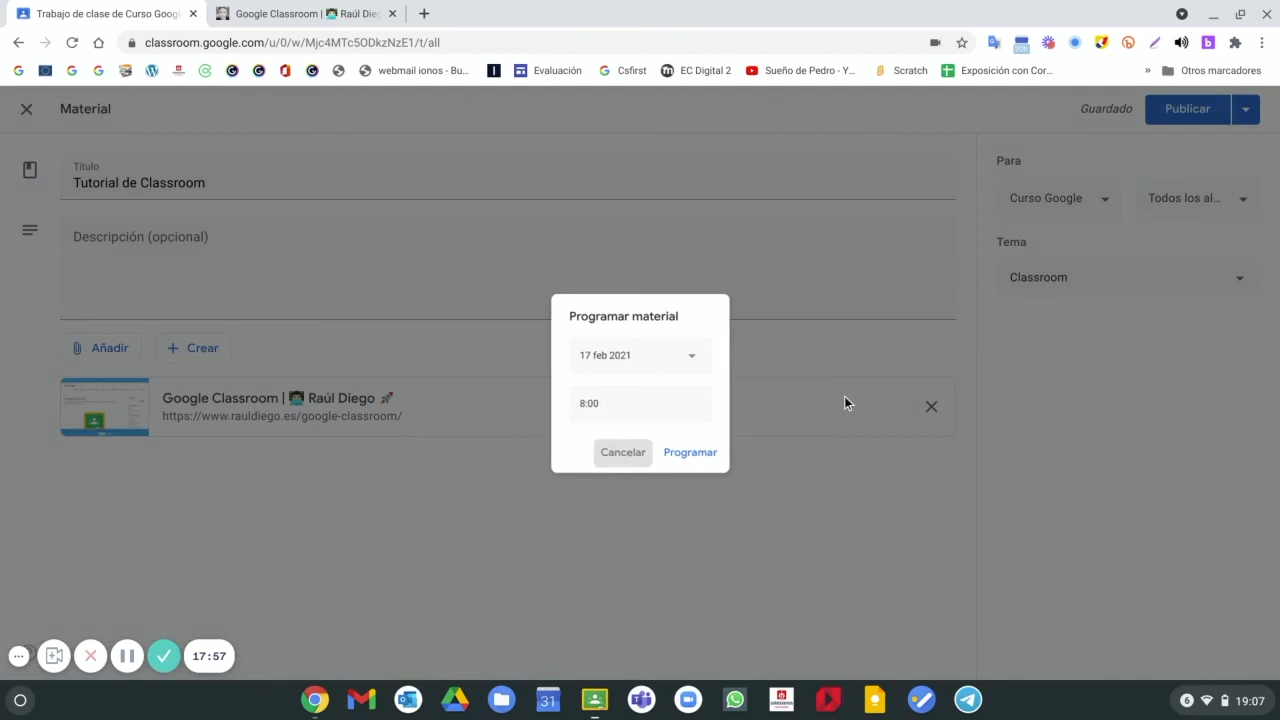 Trabajo de clase de Curso Googl
Google Classroom | Raúl Dieg
classroom.google.com/u/0/w/Mjc4MTc5ODkzNzE1/t/all
webmail ionos - Bu...
Evaluación
Csfirst
EC Digital 2
Sueño de Pedro - Y...
Scratch
Exposición con Cor...
»
Otros marcadores
Material
Guardado
Publicar
Título
Tutorial de Classroom
Descripción (opcional)
Añadir
Crear
Google Classroom | Raúl Diego
https://www.rauldiego.es/google-classroom/
Para
Curso Google
Todos los al...
Tema
Classroom
Programar material
17 feb 2021
8:00
Cancelar
Programar
17:57
31
6
19:07